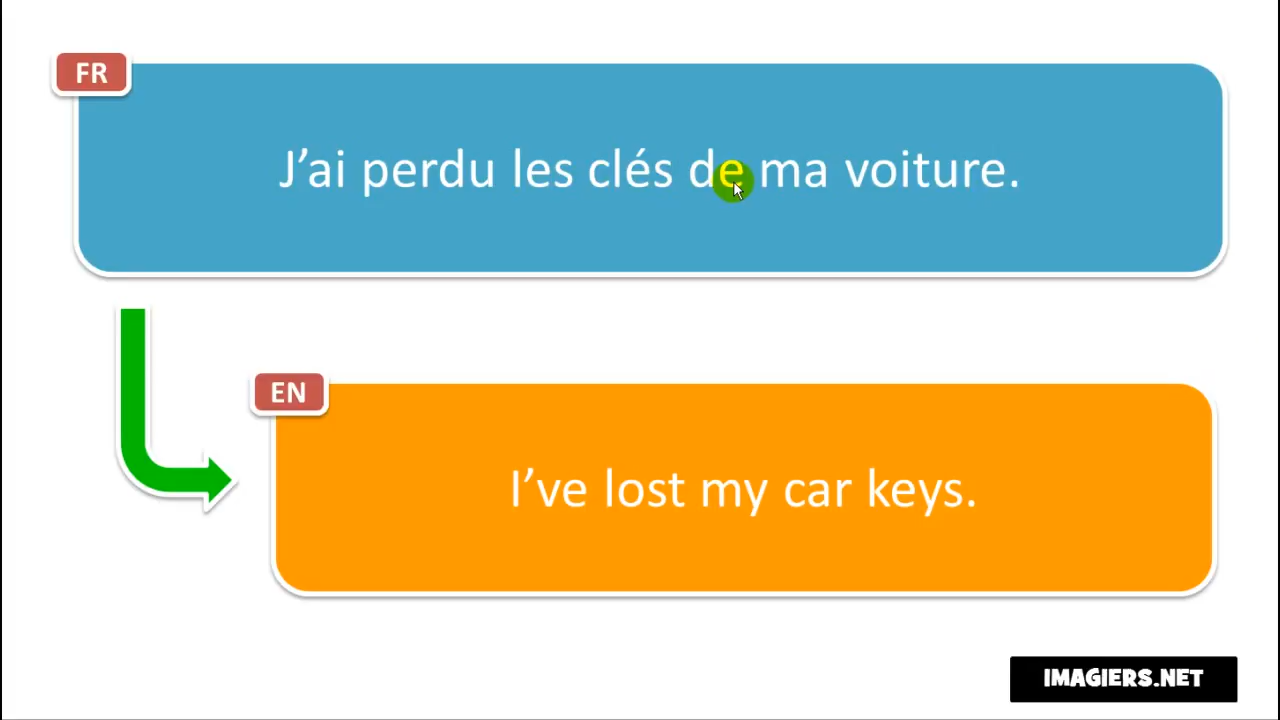 FR
J’ai perdu les clés de ma voiture.
EN
I’ve lost my car keys.
IMAGIERS.NET